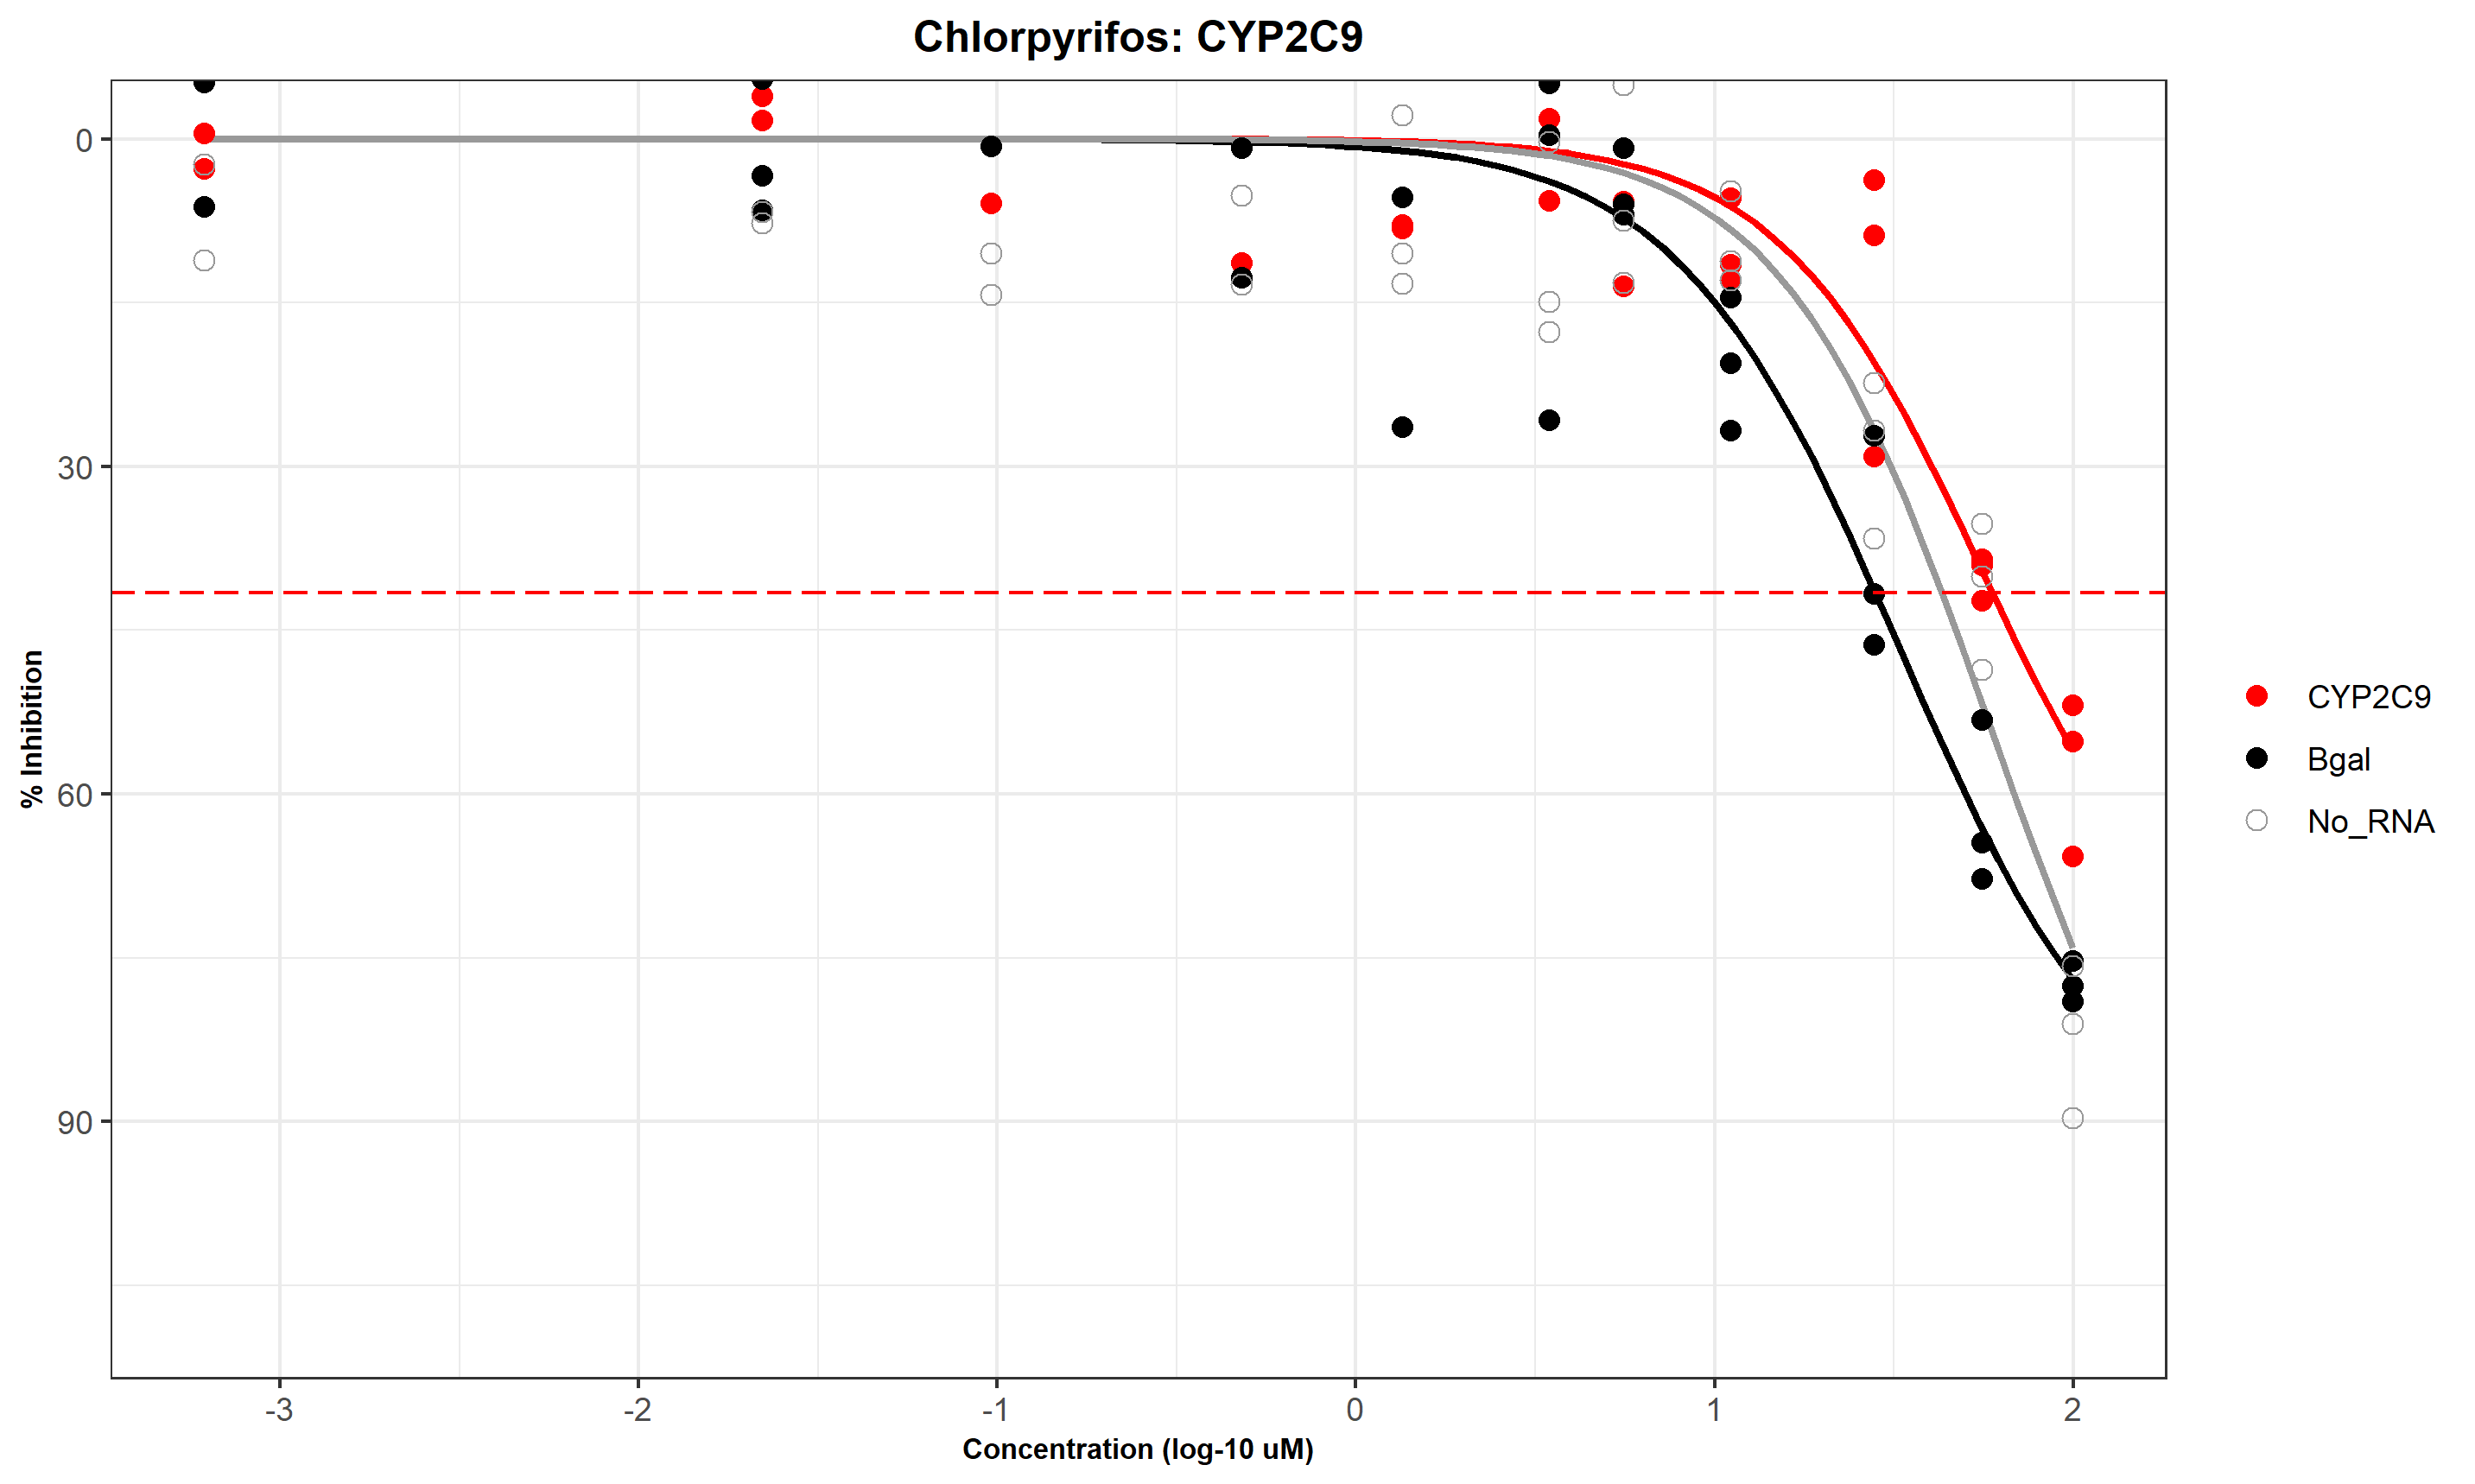 Chlorpyrifos: CYP2C9
% Inhibition
0
30
60
90
-3
-2
-1
0
1
2
Concentration (log-10 uM)
CYP2C9
Bgal
No_RNA